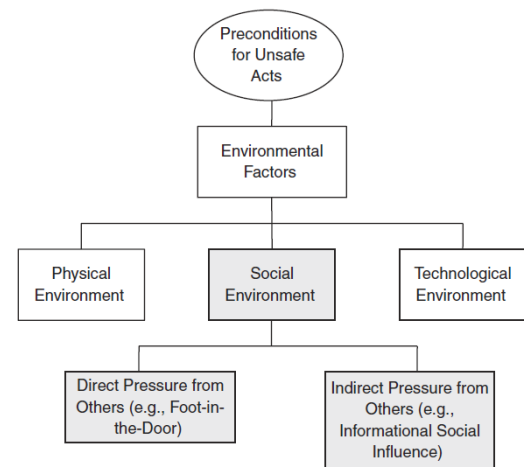 Preconditions
for Unsafe
Acts
Environmental
Factors
Physical
Environment
Social
Environment
Technological
Environment
Direct Pressure from
Others (e.g., Foot-in-
the-Door)
Indirect Pressure from
Others (e.g.,
Informational Social
Influence)